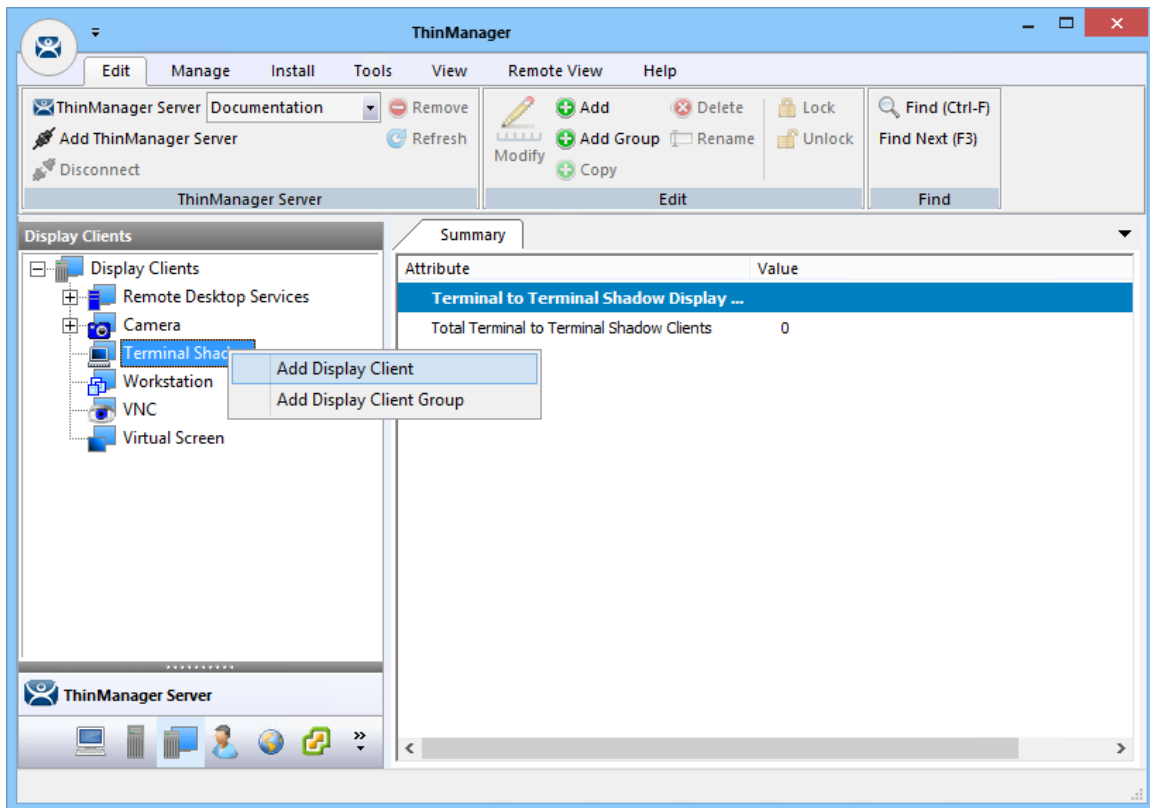 ThinManager
Edit Manage Install Tools View Remote View Help
ThinManager Server Documentation Remove Add Delete Lock Find (Ctrl-F)
Add ThinManager Server Refresh Modify Add Group Rename Unlock Find Next (F3)
Disconnect Copy
ThinManager Server Edit Find
Display Clients Summary
Display Clients Attribute Value
Remote Desktop Services Terminal to Terminal Shadow Display ...
Camera Total Terminal to Terminal Shadow Clients 0
Terminal
Add Display Client
Workstation
Add Display Client Group
VNC
Virtual Screen
ThinManager Server